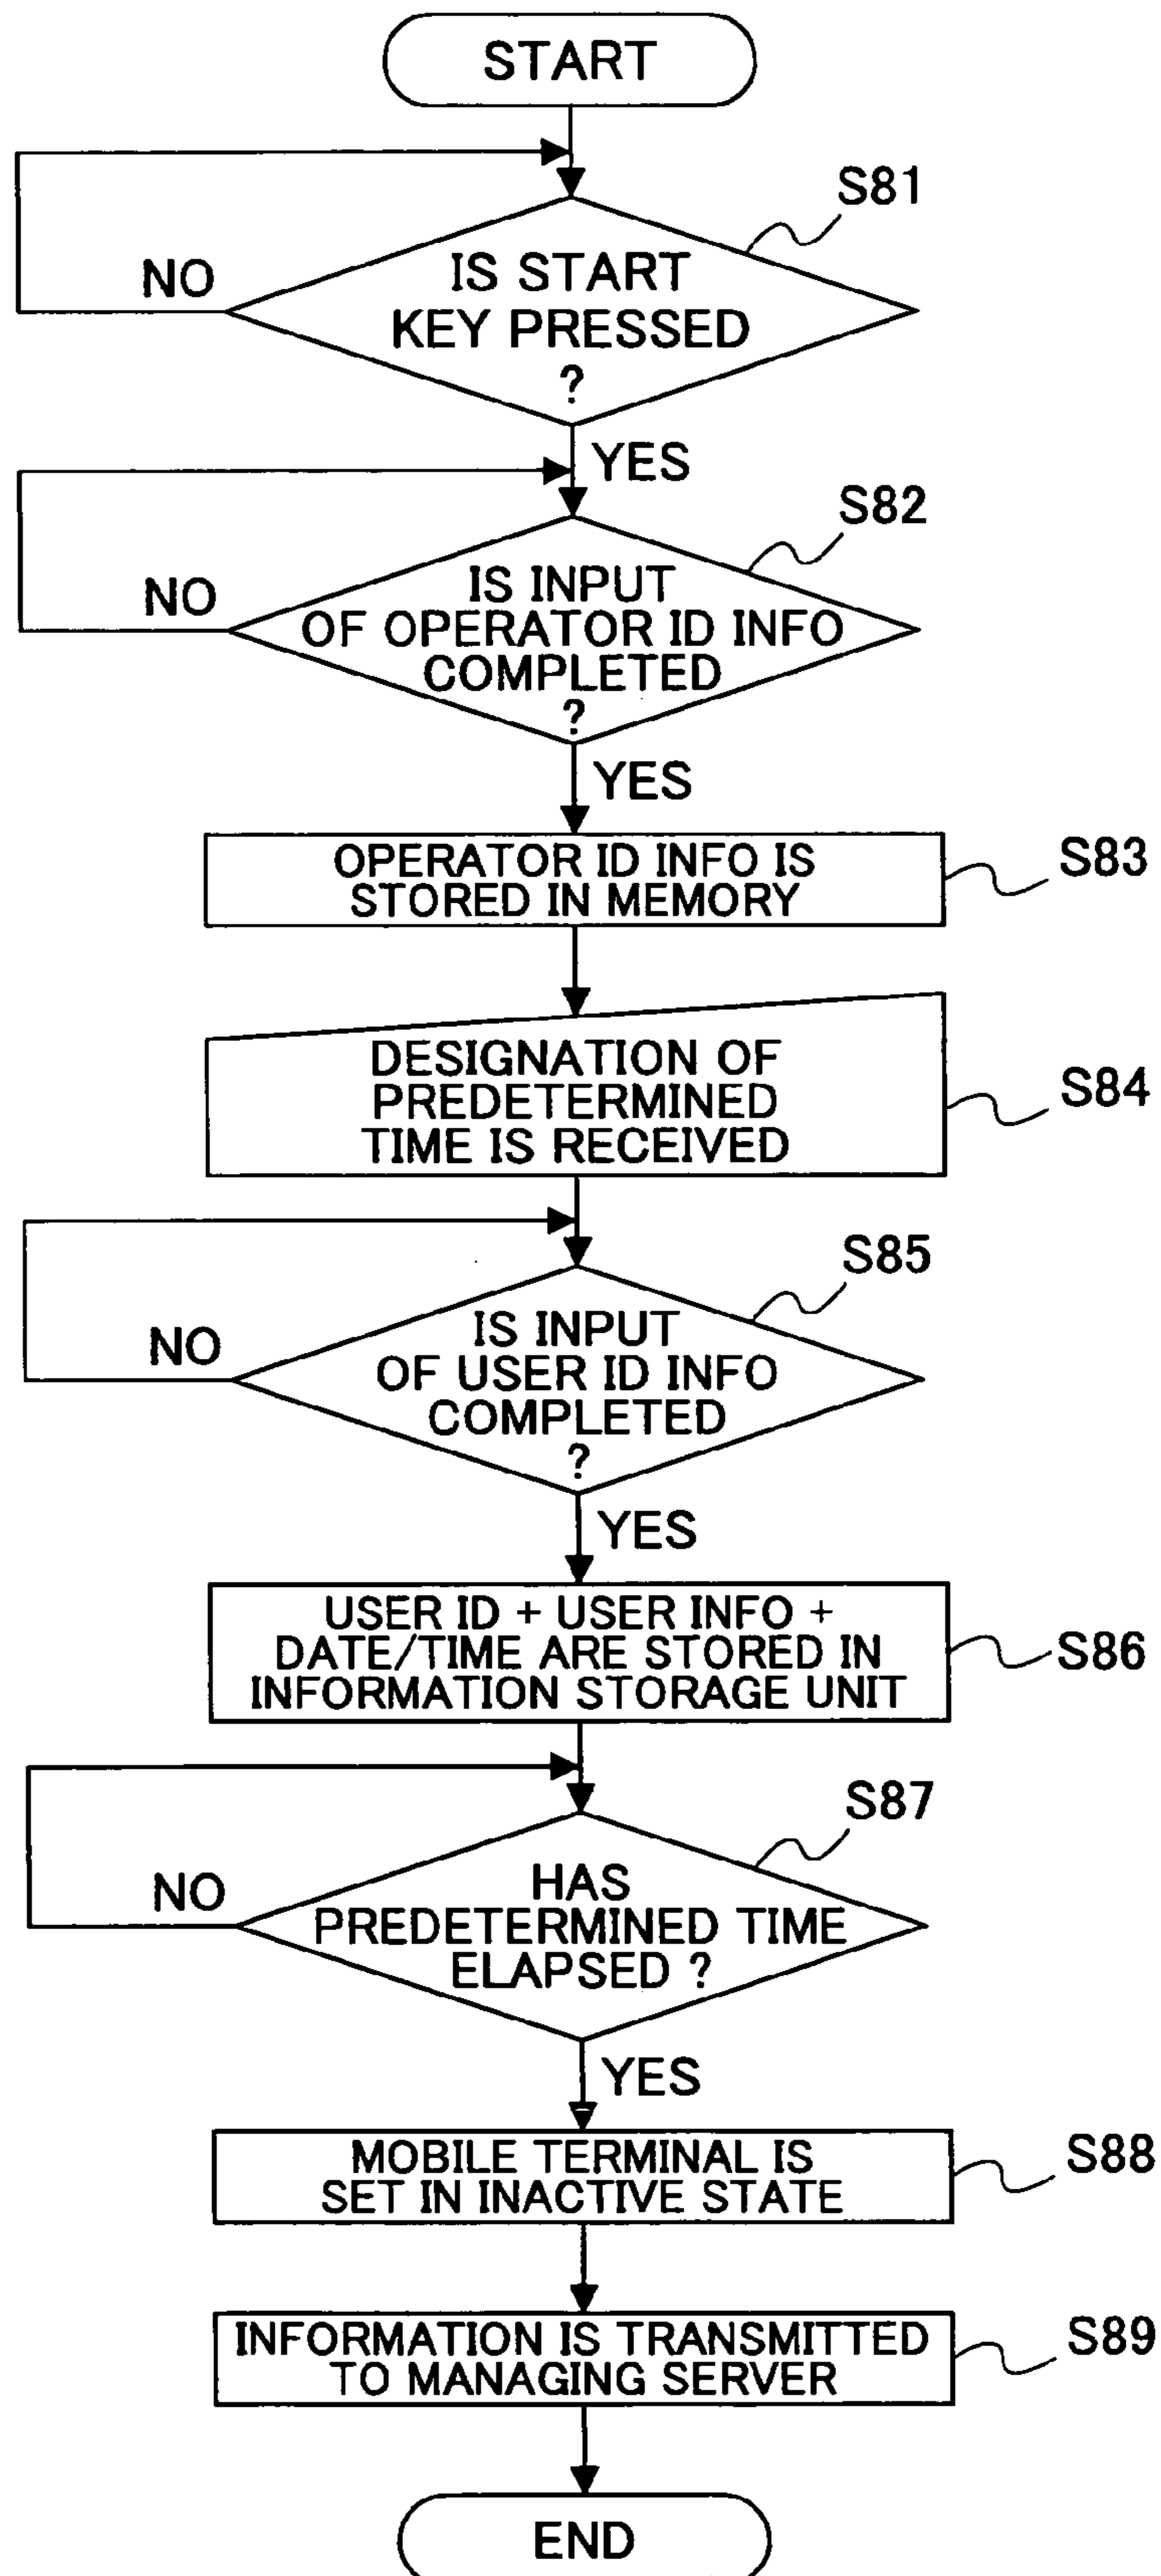 START
S81
NO
IS START
KEY PRESSED
?
YES
S82
NO
IS INPUT
OF OPERATOR ID INFO
COMPLETED
?
YES
OPERATOR ID INFO IS
STORED IN MEMORY
S83
DESIGNATION OF
PREDETERMINED
TIME IS RECEIVED
S84
S85
NO
IS INPUT
OF USER ID INFO
COMPLETED
?
YES
USER ID + USER INFO +
DATE/TIME ARE STORED IN
INFORMATION STORAGE UNIT
S86
S87
NO
HAS
PREDETERMINED TIME
ELAPSED ?
YES
MOBILE TERMINAL IS
SET IN INACTIVE STATE
S88
INFORMATION IS TRANSMITTED
TO MANAGING SERVER
S89
END